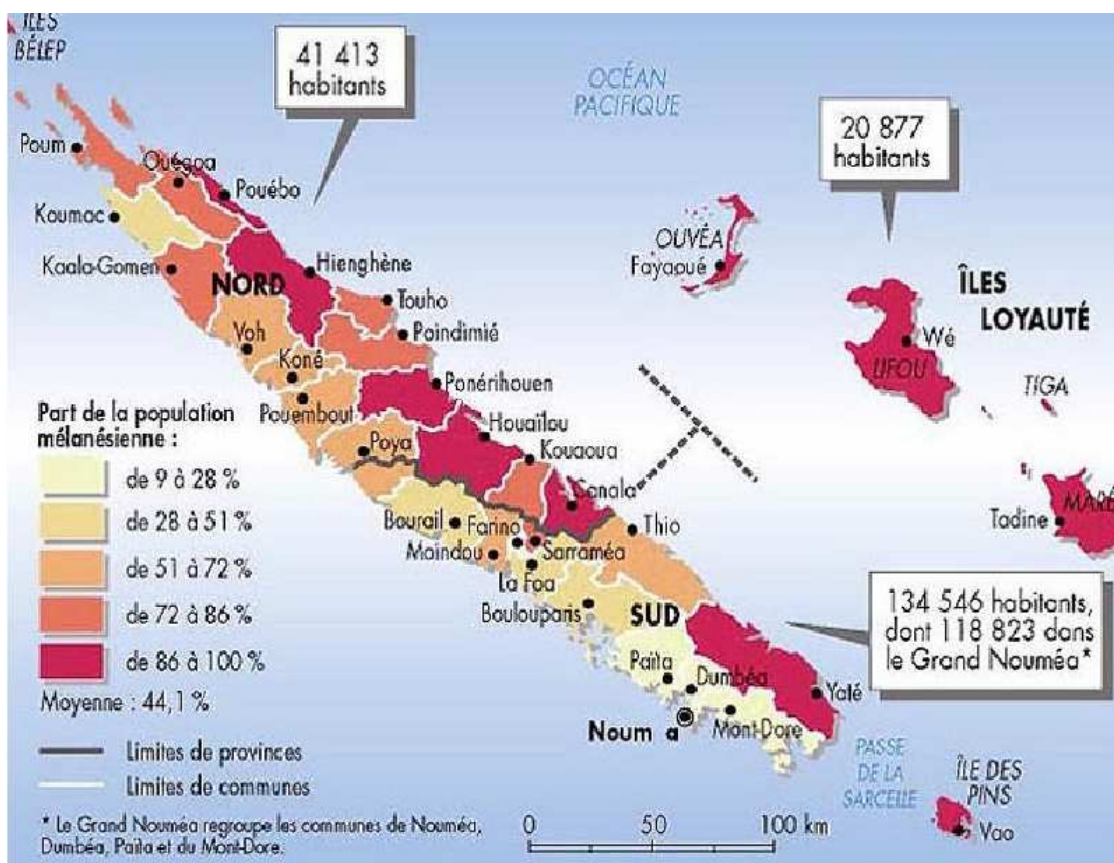 ÎLES
BÉLEP
41 413
habitants
OCÉAN
PACIFIQUE
20 877
habitants
Poum
Ouégoa
Pouébo
Koumac
Kaala-Gomen
NORD
Hienghène
Touho
Poindimié
Voh
Koné
Pouembout
Ponérihouen
Houaïlou
Poya
Kouaoua
Canala
OUVÉA
Fayaoué
ÎLES
LOYAUTÉ
Wé
LIFOU
TIGA
MARÉ
Tadine
Part de la population
mélanésienne :
de 9 à 28 %
de 28 à 51 %
de 51 à 72 %
de 72 à 86 %
de 86 à 100 %
Moyenne : 44,1 %
Limites de provinces
Limites de communes
Bourail
Farino
Moindou
Sarraméa
La Foa
Thio
Boulouparis
SUD
Païta
Dumbéa
Noum a
Mont-Dore
Yaté
134 546 habitants,
dont 118 823 dans
le Grand Nouméa*
PASSE
DE LA
SARCELLE
ÎLE DES
PINS
Vao
* Le Grand Nouméa regroupe les communes de Nouméa,
Dumbéa, Païta et du Mont-Dore.
0 50 100 km